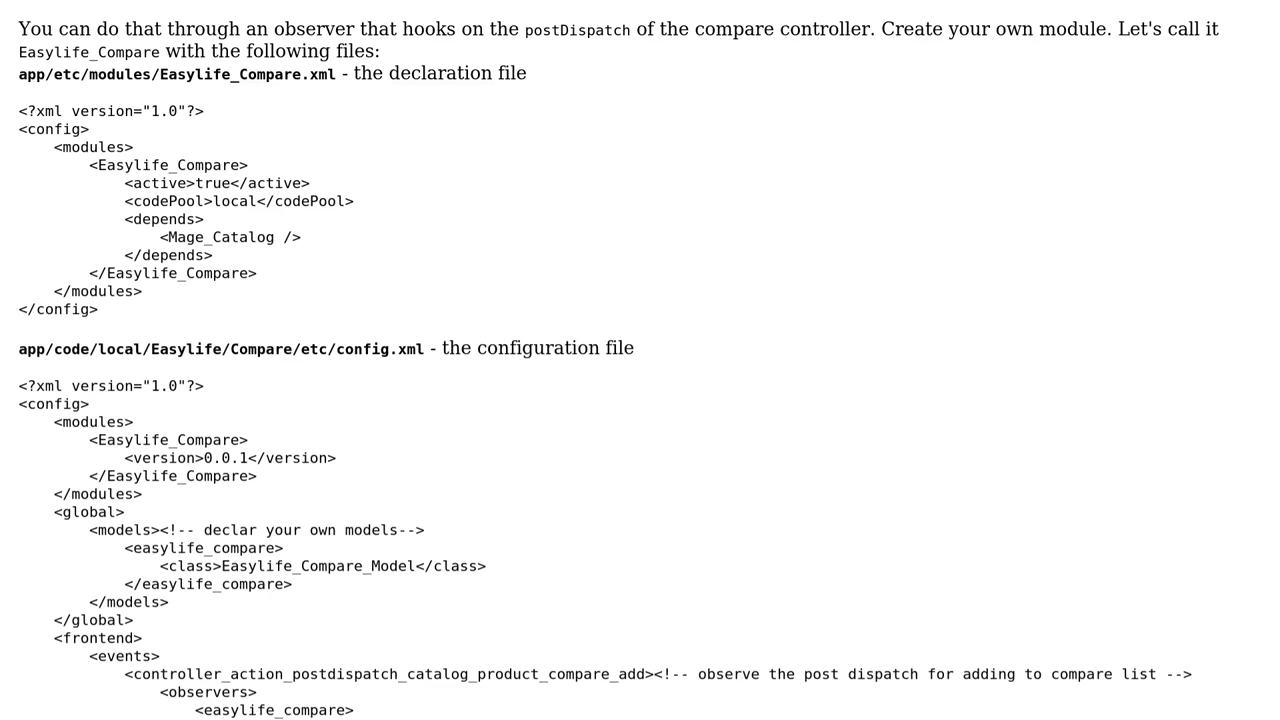 You can do that through an observer that hooks on the postDispatch of the compare controller. Create your own module. Let's call it
Easylife_Compare with the following files:
app/etc/modules/Easylife_Compare.xml - the declaration file
<?xml version="1.0"?>
<config>
    <modules>
        <Easylife_Compare>
            <active>true</active>
            <codePool>local</codePool>
            <depends>
                <Mage_Catalog />
            </depends>
        </Easylife_Compare>
    </modules>
</config>
app/code/local/Easylife/Compare/etc/config.xml - the configuration file
<?xml version="1.0"?>
<config>
    <modules>
        <Easylife_Compare>
            <version>0.0.1</version>
        </Easylife_Compare>
    </modules>
    <global>
        <models><!-- declar your own models-->
            <easylife_compare>
                <class>Easylife_Compare_Model</class>
            </easylife_compare>
        </models>
    </global>
    <frontend>
        <events>
            <controller_action_postdispatch_catalog_product_compare_add><!-- observe the post dispatch for adding to compare list -->
                <observers>
                    <easylife_compare>